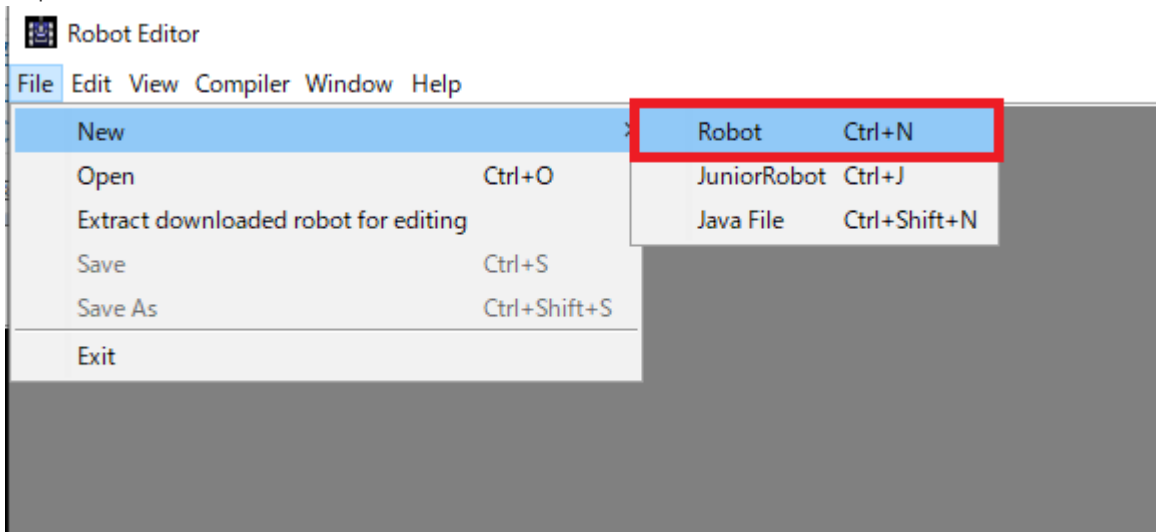 Robot Editor
File Edit View Compiler Window Help
New
Robot Ctrl+N
Open Ctrl+O
JuniorRobot Ctrl+J
Extract downloaded robot for editing
Java File Ctrl+Shift+N
Save Ctrl+S
Save As Ctrl+Shift+S
Exit